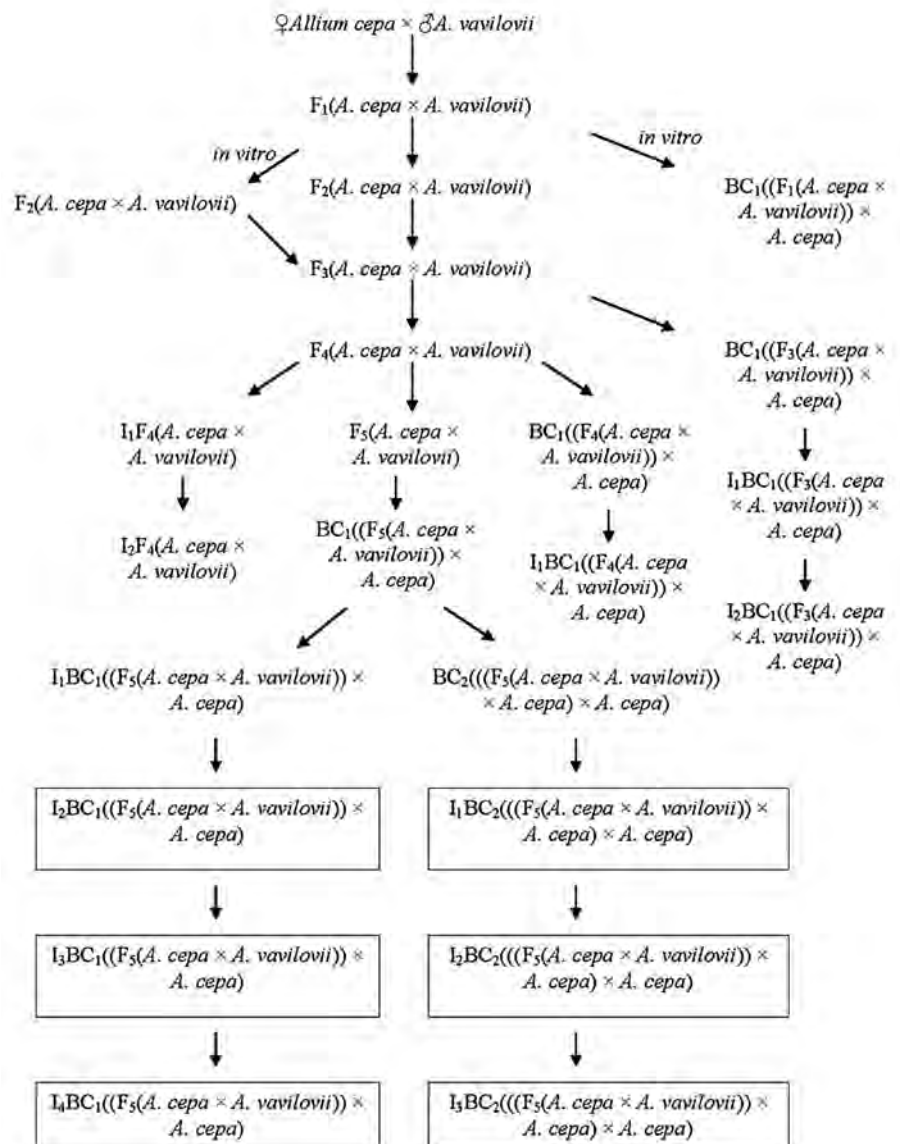 ♀Allium cepa × ♂A. vavilovii
F₁(A. cepa × A. vavilovii)
in vitro
in vitro
F₂(A. cepa × A. vavilovii)
F₂(A. cepa × A. vavilovii)
BC₁((F₁(A. cepa ×
A. vavilovii)) ×
A. cepa)
F₃(A. cepa × A. vavilovii)
F₄(A. cepa × A. vavilovii)
BC₁((F₃(A. cepa ×
A. vavilovii)) ×
A. cepa)
I₁F₄(A. cepa ×
A. vavilovii)
F₅(A. cepa ×
A. vavilovii)
BC₁((F₄(A. cepa ×
A. vavilovii)) ×
A. cepa)
I₁BC₁((F₃(A. cepa
× A. vavilovii)) ×
A. cepa)
I₂F₄(A. cepa ×
A. vavilovii)
BC₁((F₅(A. cepa ×
A. vavilovii)) ×
A. cepa)
I₁BC₁((F₄(A. cepa
× A. vavilovii)) ×
A. cepa)
I₂BC₁((F₃(A. cepa
× A. vavilovii)) ×
A. cepa)
I₁BC₁((F₅(A. cepa × A. vavilovii)) ×
A. cepa)
BC₂(((F₅(A. cepa × A. vavilovii))
× A. cepa) × A. cepa)
I₂BC₁((F₅(A. cepa × A. vavilovii)) ×
A. cepa)
I₁BC₂(((F₅(A. cepa × A. vavilovii)) ×
A. cepa) × A. cepa)
I₃BC₁((F₅(A. cepa × A. vavilovii)) ×
A. cepa)
I₂BC₂(((F₅(A. cepa × A. vavilovii)) ×
A. cepa) × A. cepa)
I₄BC₁((F₅(A. cepa × A. vavilovii)) ×
A. cepa)
I₃BC₂(((F₅(A. cepa × A. vavilovii)) ×
A. cepa) × A. cepa)